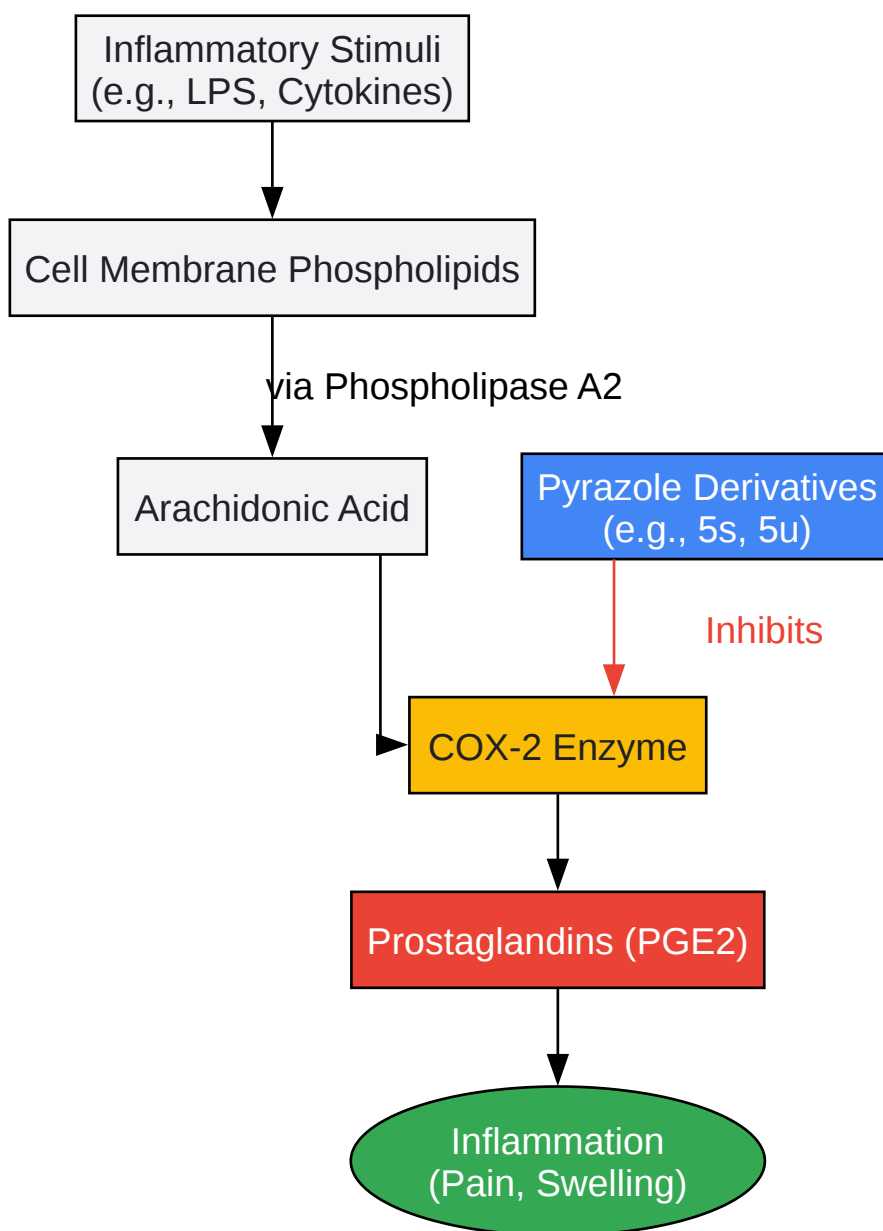 Inflammatory Stimuli
(e.g., LPS, Cytokines)
Cell Membrane Phospholipids
via Phospholipase A2
Arachidonic Acid
Pyrazole Derivatives
(e.g., 5s, 5u)
Inhibits
COX-2 Enzyme
Prostaglandins (PGE2)
Inflammation
(Pain, Swelling)